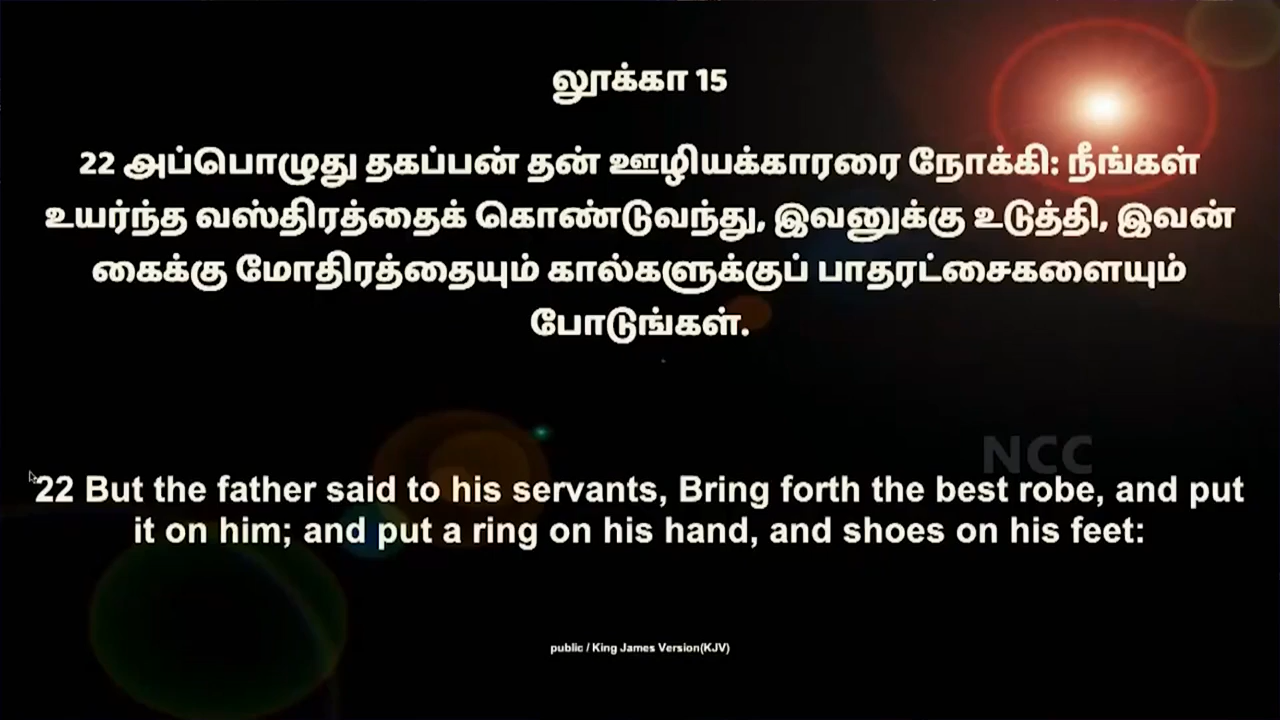 லூக்கா 15
22 அப்பொழுது தகப்பன் தன் ஊழியக்காரரை நோக்கி: நீங்கள்
உயர்ந்த வஸ்திரத்தைக் கொண்டுவந்து, இவனுக்கு உடுத்தி, இவன்
கைக்கு மோதிரத்தையும் கால்களுக்குப் பாதரட்சைகளையும்
போடுங்கள்.
NCC
22 But the father said to his servants, Bring forth the best robe, and put
it on him; and put a ring on his hand, and shoes on his feet:
public / King James Version(KJV)